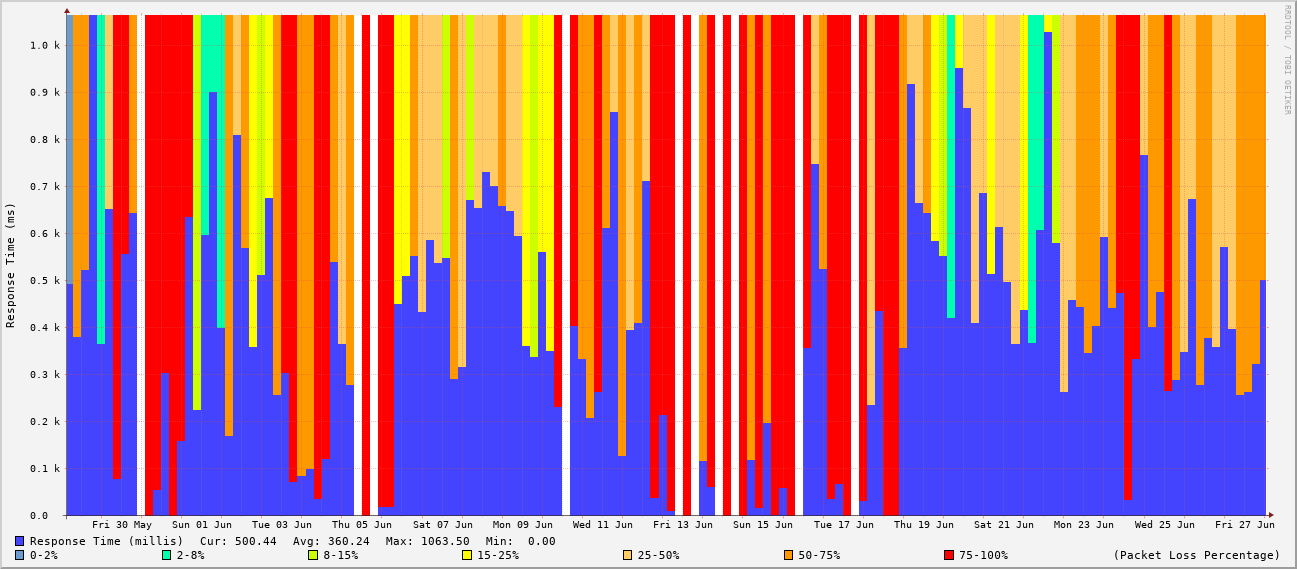 RRDTOOL / TOBI OETIKER
Response Time (ms)
1.0 k
0.9 k
0.8 k
0.7 k
0.6 k
0.5 k
0.4 k
0.3 k
0.2 k
0.1 k
0.0
Fri 30 May Sun 01 Jun Tue 03 Jun Thu 05 Jun Sat 07 Jun Mon 09 Jun Wed 11 Jun Fri 13 Jun Sun 15 Jun Tue 17 Jun Thu 19 Jun Sat 21 Jun Mon 23 Jun Wed 25 Jun Fri 27 Jun
Response Time (millis) Cur: 500.44 Avg: 360.24 Max: 1063.50 Min: 0.00
0-2% 2-8% 8-15% 15-25% 25-50% 50-75% 75-100% (Packet Loss Percentage)